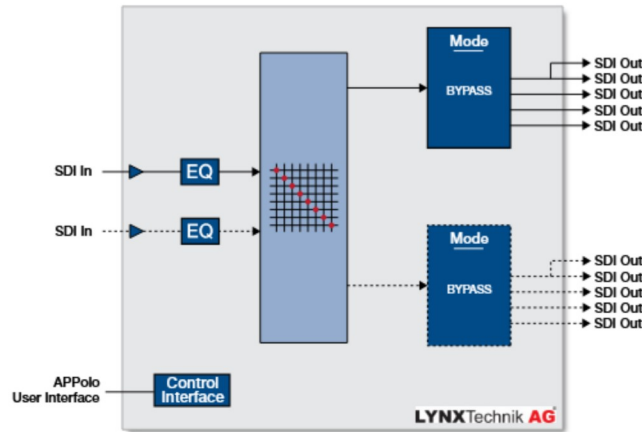 Mode
BYPASS
SDI Out
SDI Out
SDI Out
SDI Out
SDI Out
SDI In
EQ
SDI In
EQ
Mode
BYPASS
SDI Out
SDI Out
SDI Out
SDI Out
SDI Out
APPolo
User Interface
Control
Interface
LYNXTechnik AG